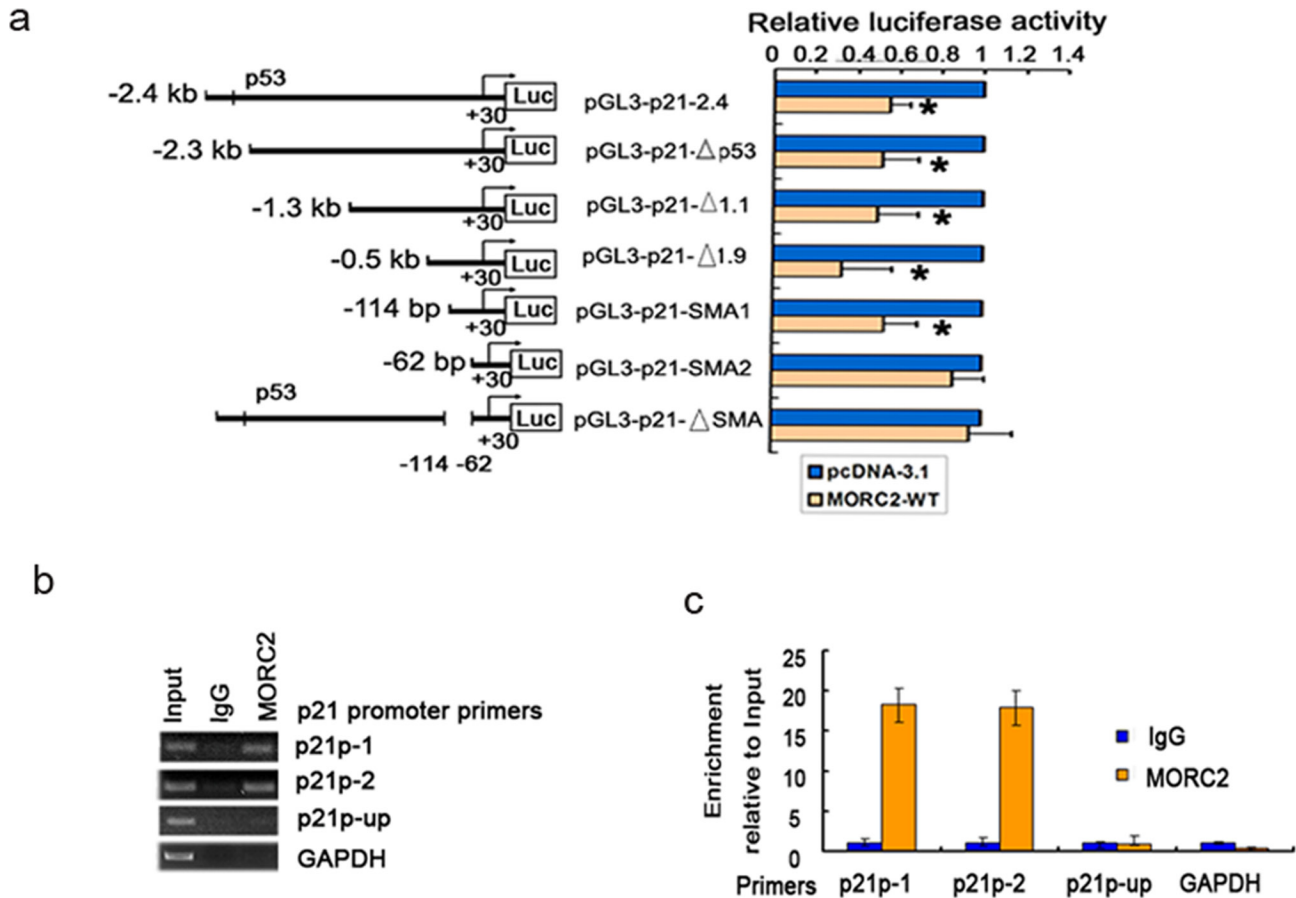 a
Relative luciferase activity
0 0.2 0.4 0.6 0.8 1 1.2 1.4
-2.4 kb p53 +30 Luc pGL3-p21-2.4 *
-2.3 kb +30 Luc pGL3-p21-△p53 *
-1.3 kb +30 Luc pGL3-p21-△1.1 *
-0.5 kb +30 Luc pGL3-p21-△1.9 *
-114 bp +30 Luc pGL3-p21-SMA1 *
-62 bp +30 Luc pGL3-p21-SMA2
p53 +30 Luc pGL3-p21-△SMA
-114 -62
pcDNA-3.1
MORC2-WT
b
Input IgG MORC2 p21 promoter primers
p21p-1
p21p-2
p21p-up
GAPDH
c
Enrichment
relative to Input
25
20
15
10
5
0
IgG
MORC2
Primers p21p-1 p21p-2 p21p-up GAPDH